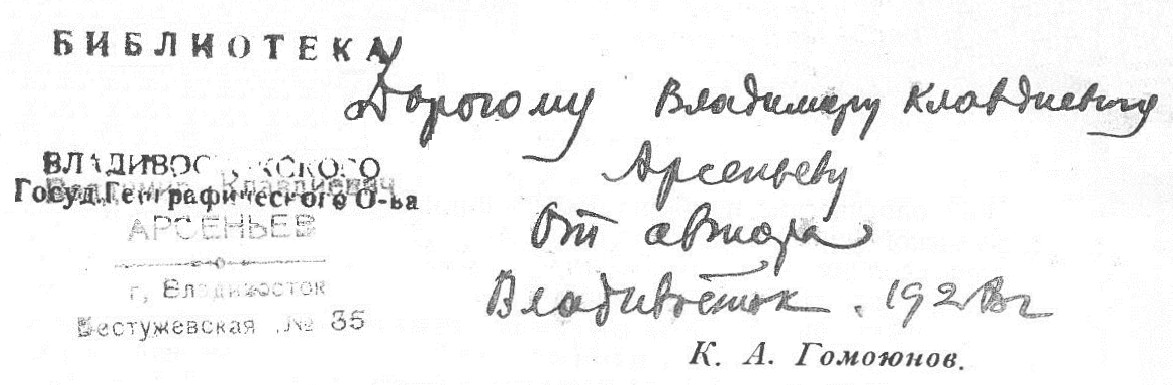 БИБЛИОТЕКА
Дорогому Владимиру Клавдиевичу
Арсеньеву
От автора
Владивосток. 1928 г
К. А. Гомоюнов.
ВЛАДИВОСТОКСКОГО
Госуд. Географического О-ва
Владимир Клавдиевич
АРСЕНЬЕВ
г. Владивосток
Бестужевская № 35